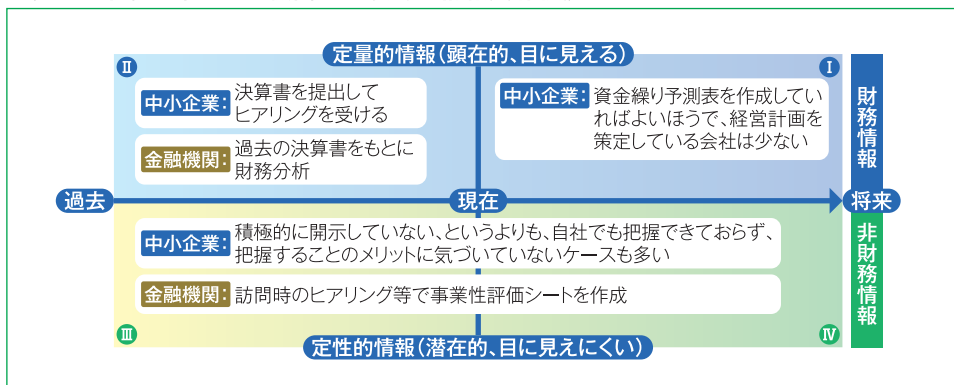 定量的情報(顕在的、目に見える)
Ⅱ
Ⅰ
中小企業:
決算書を提出して
ヒアリングを受ける
金融機関:
過去の決算書をもとに
財務分析
中小企業:
資金繰り予測表を作成してい
ればよいほうで、経営計画を
策定している会社は少ない
財務情報
過去
現在
将来
中小企業:
積極的に開示していない、というよりも、自社でも把握できておらず、
把握することのメリットに気づいていないケースも多い
金融機関:
訪問時のヒアリング等で事業性評価シートを作成
非財務情報
Ⅲ
Ⅳ
定性的情報(潜在的、目に見えにくい)